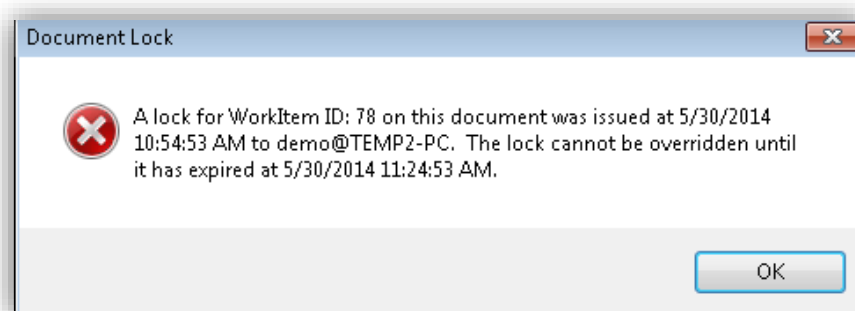 Document Lock
A lock for WorkItem ID: 78 on this document was issued at 5/30/2014
10:54:53 AM to demo@TEMP2-PC.  The lock cannot be overridden until
it has expired at 5/30/2014 11:24:53 AM.
OK